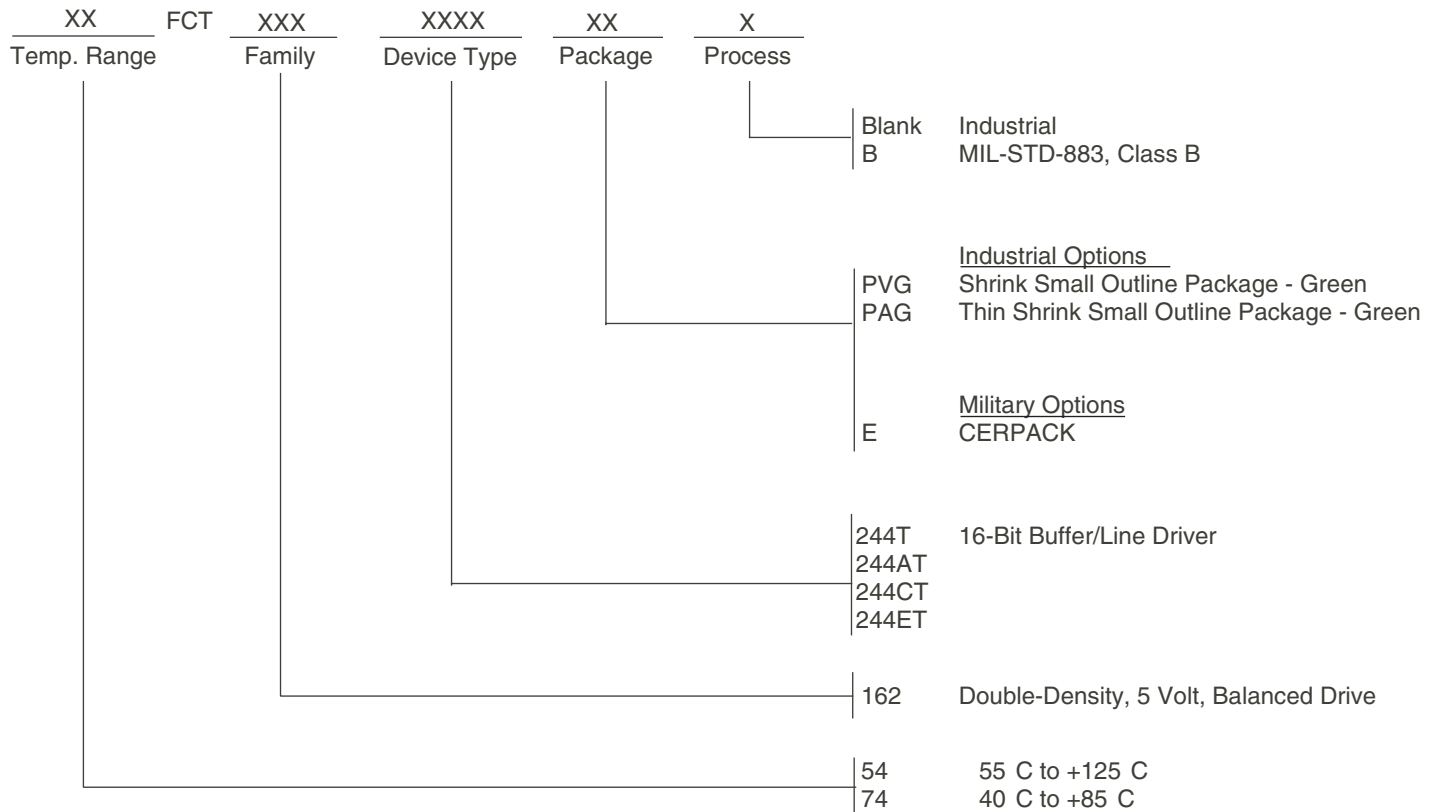 XX FCT XXX XXXX XX X
Temp. Range Family Device Type Package Process
Blank Industrial
B MIL-STD-883, Class B
Industrial Options
PVG Shrink Small Outline Package - Green
PAG Thin Shrink Small Outline Package - Green
Military Options
E CERPACK
244T 16-Bit Buffer/Line Driver
244AT
244CT
244ET
162 Double-Density, 5 Volt, Balanced Drive
54 55 C to +125 C
74 40 C to +85 C